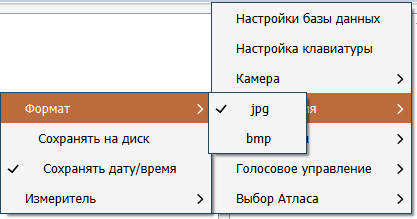 Настройки базы данных
Настройка клавиатуры
Камера
Формат
jpg
Сохранять на диск
bmp
Сохранять дату/время
Голосовое управление
Измеритель
Выбор Атласа